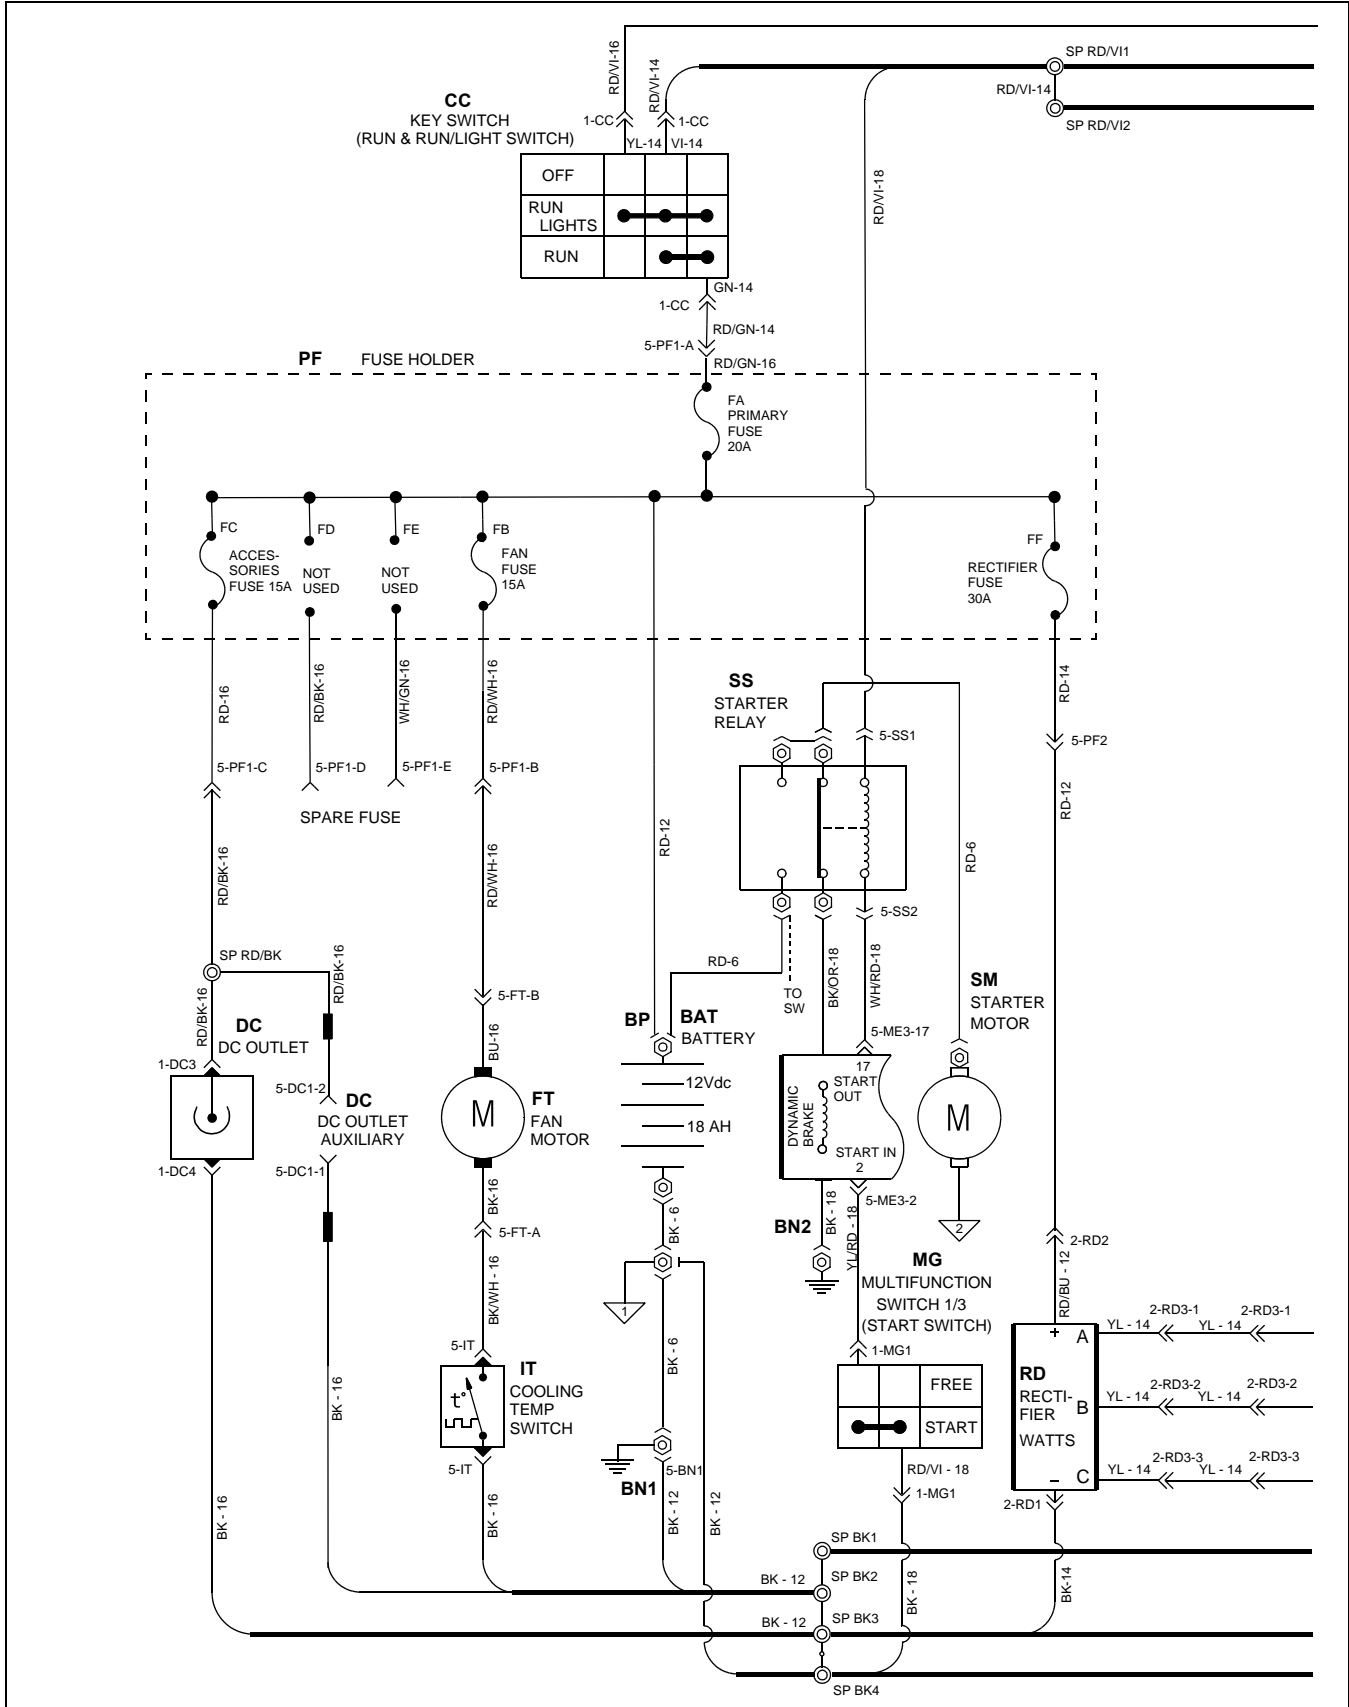 RD/VI-16
RD/VI-14
SP RD/VI1
RD/VI-14
SP RD/VI2
CC
KEY SWITCH
(RUN & RUN/LIGHT SWITCH)
1-CC
1-CC
YL-14
VI-14
OFF
RUN
LIGHTS
RUN
RD/VI-18
GN-14
1-CC
RD/GN-14
5-PF1-A
RD/GN-16
PF
FUSE HOLDER
FA
PRIMARY
FUSE
20A
FC
ACCES-
SORIES
FUSE 15A
FD
NOT
USED
FE
NOT
USED
FB
FAN
FUSE
15A
FF
RECTIFIER
FUSE
30A
RD-16
RD/BK-16
WH/GN-16
RD/WH-16
RD-14
SS
STARTER
RELAY
5-SS1
5-PF2
5-PF1-C
5-PF1-D
5-PF1-E
5-PF1-B
SPARE FUSE
RD-12
RD-12
RD-6
RD/BK-16
RD/WH-16
5-SS2
SP RD/BK
RD/BK-16
RD/BK-16
RD-6
TO
SW
BK/OR-18
WH/RD-18
SM
STARTER
MOTOR
5-FT-B
BU-16
DC
DC OUTLET
1-DC3
BP
BAT
BATTERY
5-ME3-17
17
START
OUT
DYNAMIC
BRAKE
START IN
2
12Vdc
18 AH
5-DC1-2
DC
DC OUTLET
AUXILIARY
M
FT
FAN
MOTOR
M
1-DC4
5-DC1-1
BK-16
5-FT-A
BK - 6
BN2
BK - 18
YL/RD - 18
5-ME3-2
2
2-RD2
BK/WH - 16
1
MG
MULTIFUNCTION
SWITCH 1/3
(START SWITCH)
RD/BU - 12
5-IT
BK - 6
1-MG1
FREE
START
IT
COOLING
TEMP
SWITCH
t°
5-IT
BK - 16
RD
RECTI-
FIER
WATTS
+
A
B
C
–
YL - 14
2-RD3-1
YL - 14
2-RD3-1
YL - 14
2-RD3-2
YL - 14
2-RD3-2
YL - 14
2-RD3-3
YL - 14
2-RD3-3
RD/VI - 18
1-MG1
2-RD1
5-BN1
BN1
BK - 16
BK - 16
BK - 12
BK - 12
SP BK1
BK - 12
SP BK2
BK - 18
BK-14
BK - 12
SP BK3
SP BK4